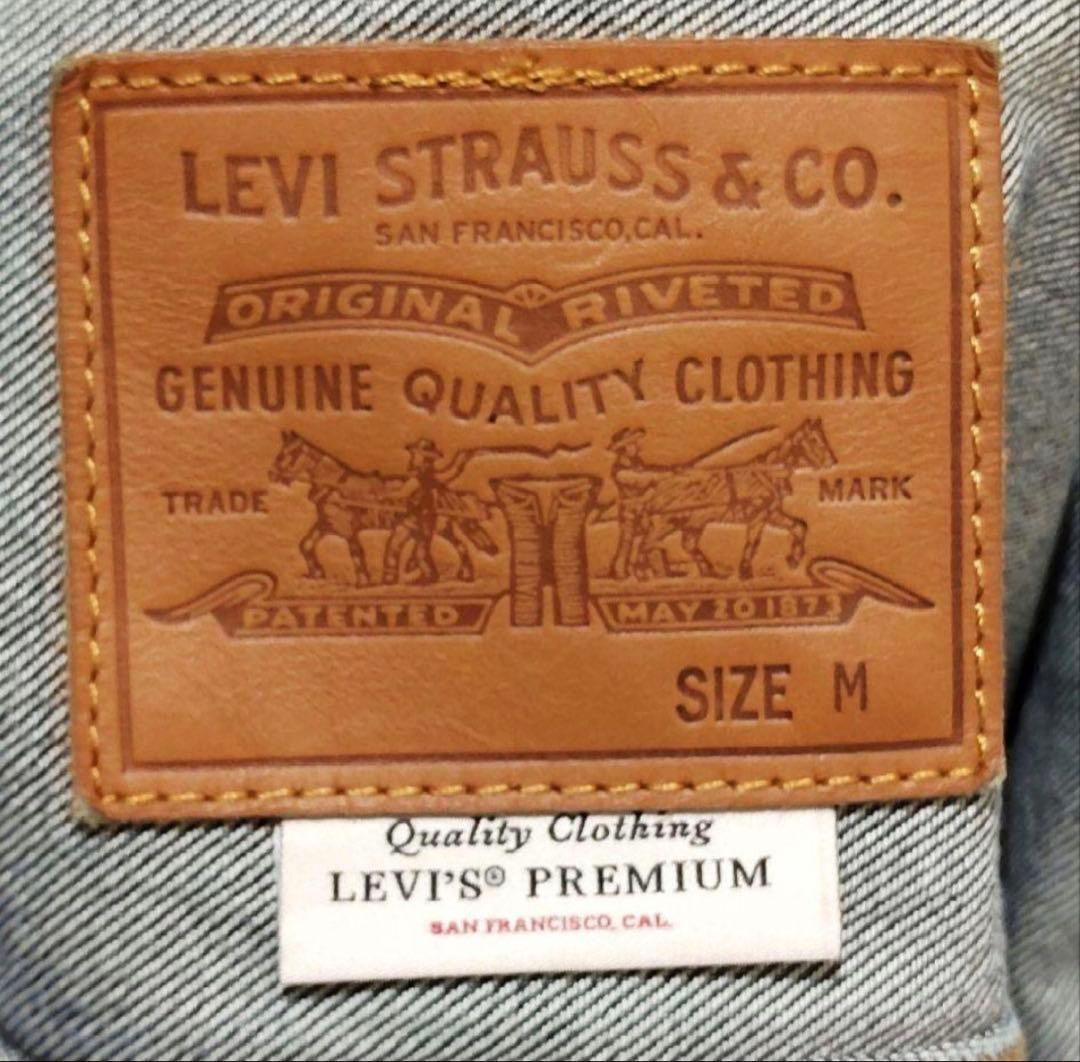 LEVI STRAUSS & CO.
SAN FRANCISCO, CAL.
ORIGINAL RIVETED
GENUINE QUALITY CLOTHING
TRADE MARK
PATENTED MAY 20 1873
SIZE M
Quality Clothing
LEVI'S® PREMIUM
SAN FRANCISCO, CAL.